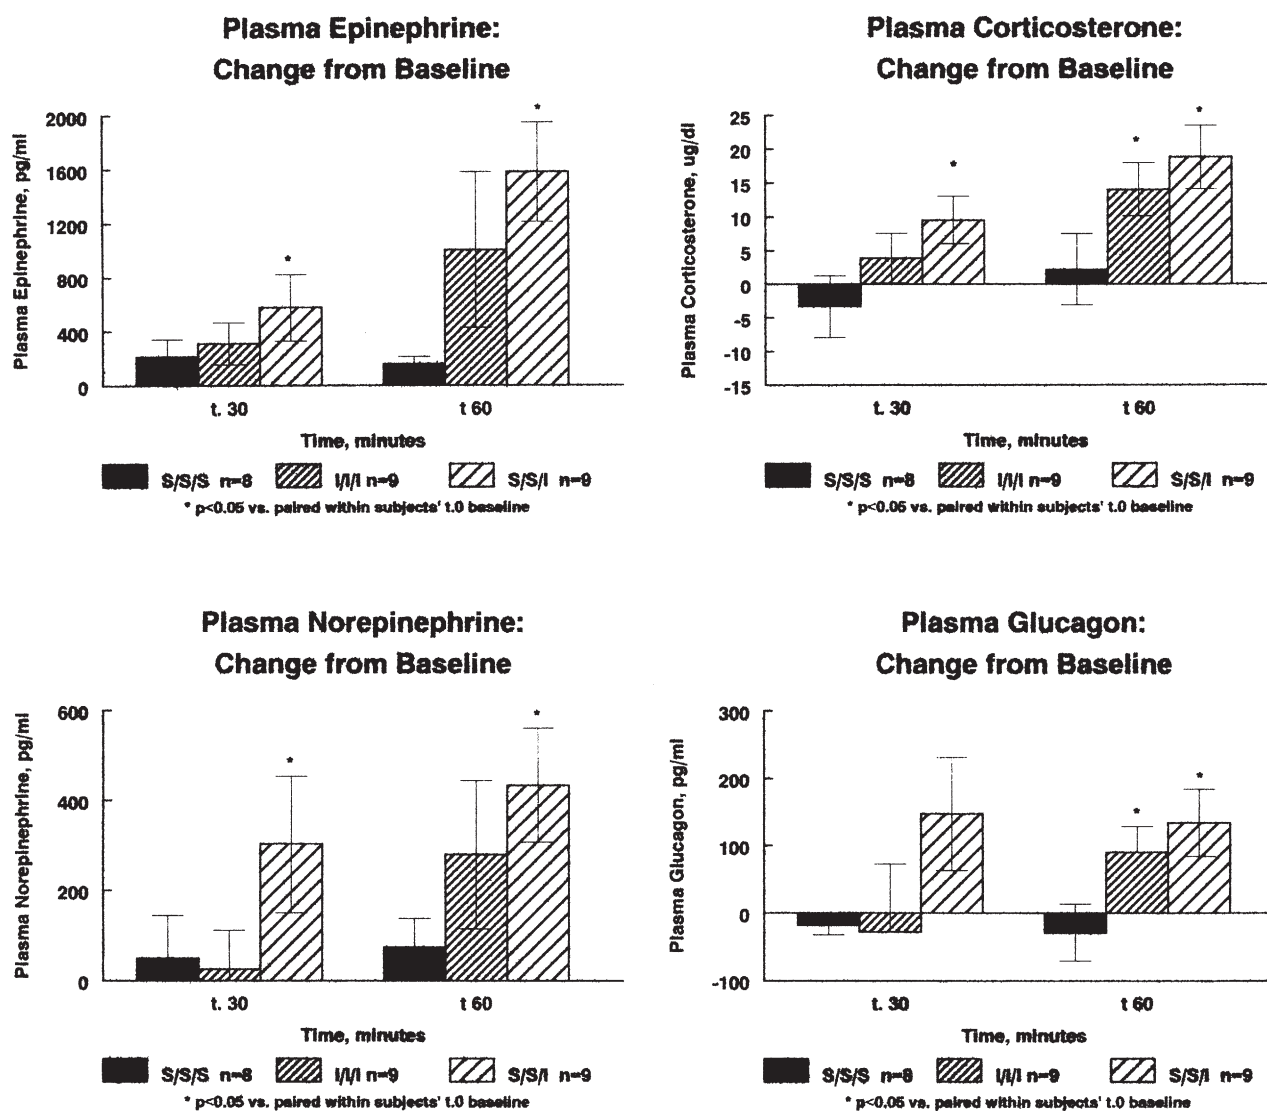 Plasma Epinephrine:
Change from Baseline
Plasma Epinephrine, pg/ml
2000
1600
1200
800
400
0
*
*
t. 30
t 60
Time, minutes
S/S/S n=8
I/I/I n=9
S/S/I n=9
* p<0.05 vs. paired within subjects' t.0 baseline
Plasma Corticosterone:
Change from Baseline
Plasma Corticosterone, ug/dl
25
20
15
10
5
0
-5
-10
-15
*
*
*
t. 30
t 60
Time, minutes
S/S/S n=8
I/I/I n=9
S/S/I n=9
* p<0.05 vs. paired within subjects' t.0 baseline
Plasma Norepinephrine:
Change from Baseline
Plasma Norepinephrine, pg/ml
600
400
200
0
*
*
t. 30
t 60
Time, minutes
S/S/S n=8
I/I/I n=9
S/S/I n=9
* p<0.05 vs. paired within subjects' t.0 baseline
Plasma Glucagon:
Change from Baseline
Plasma Glucagon, pg/ml
300
200
100
0
-100
*
*
t. 30
t 60
Time, minutes
S/S/S n=8
I/I/I n=9
S/S/I n=9
* p<0.05 vs. paired within subjects' t.0 baseline